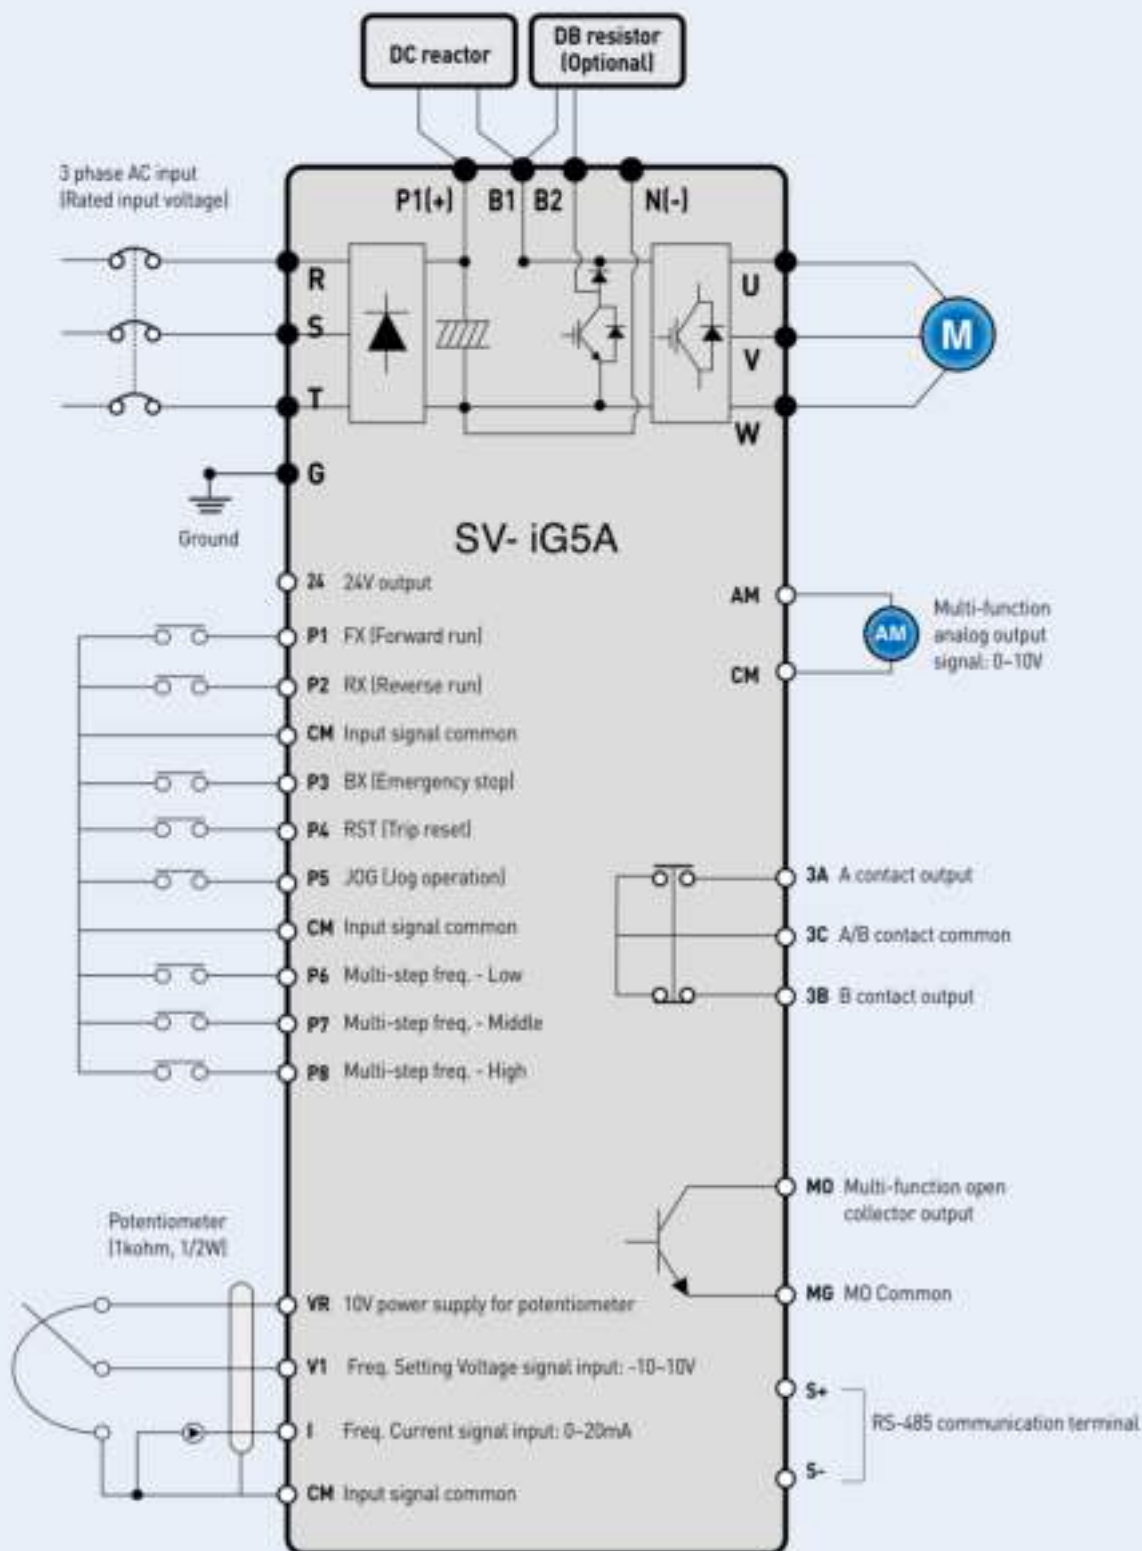 DC reactor
DB resistor
(Optional)
3 phase AC input
(Rated input voltage)
P1(+) B1 B2 N(-)
R
S
T
G
U
V
W
M
Ground
SV- iG5A
24 24V output
P1 FX (Forward run)
P2 RX (Reverse run)
CM Input signal common
P3 BX (Emergency stop)
P4 RST (Trip reset)
P5 JOG (Jog operation)
CM Input signal common
P6 Multi-step freq. - Low
P7 Multi-step freq. - Middle
P8 Multi-step freq. - High
AM
CM
AM
Multi-function
analog output
signal: 0~10V
3A A contact output
3C A/B contact common
3B B contact output
MO Multi-function open
collector output
MG MO Common
Potentiometer
(1kohm, 1/2W)
VR 10V power supply for potentiometer
V1 Freq. Setting Voltage signal input: -10~10V
I Freq. Current signal input: 0~20mA
CM Input signal common
S+
S-
RS-485 communication terminal